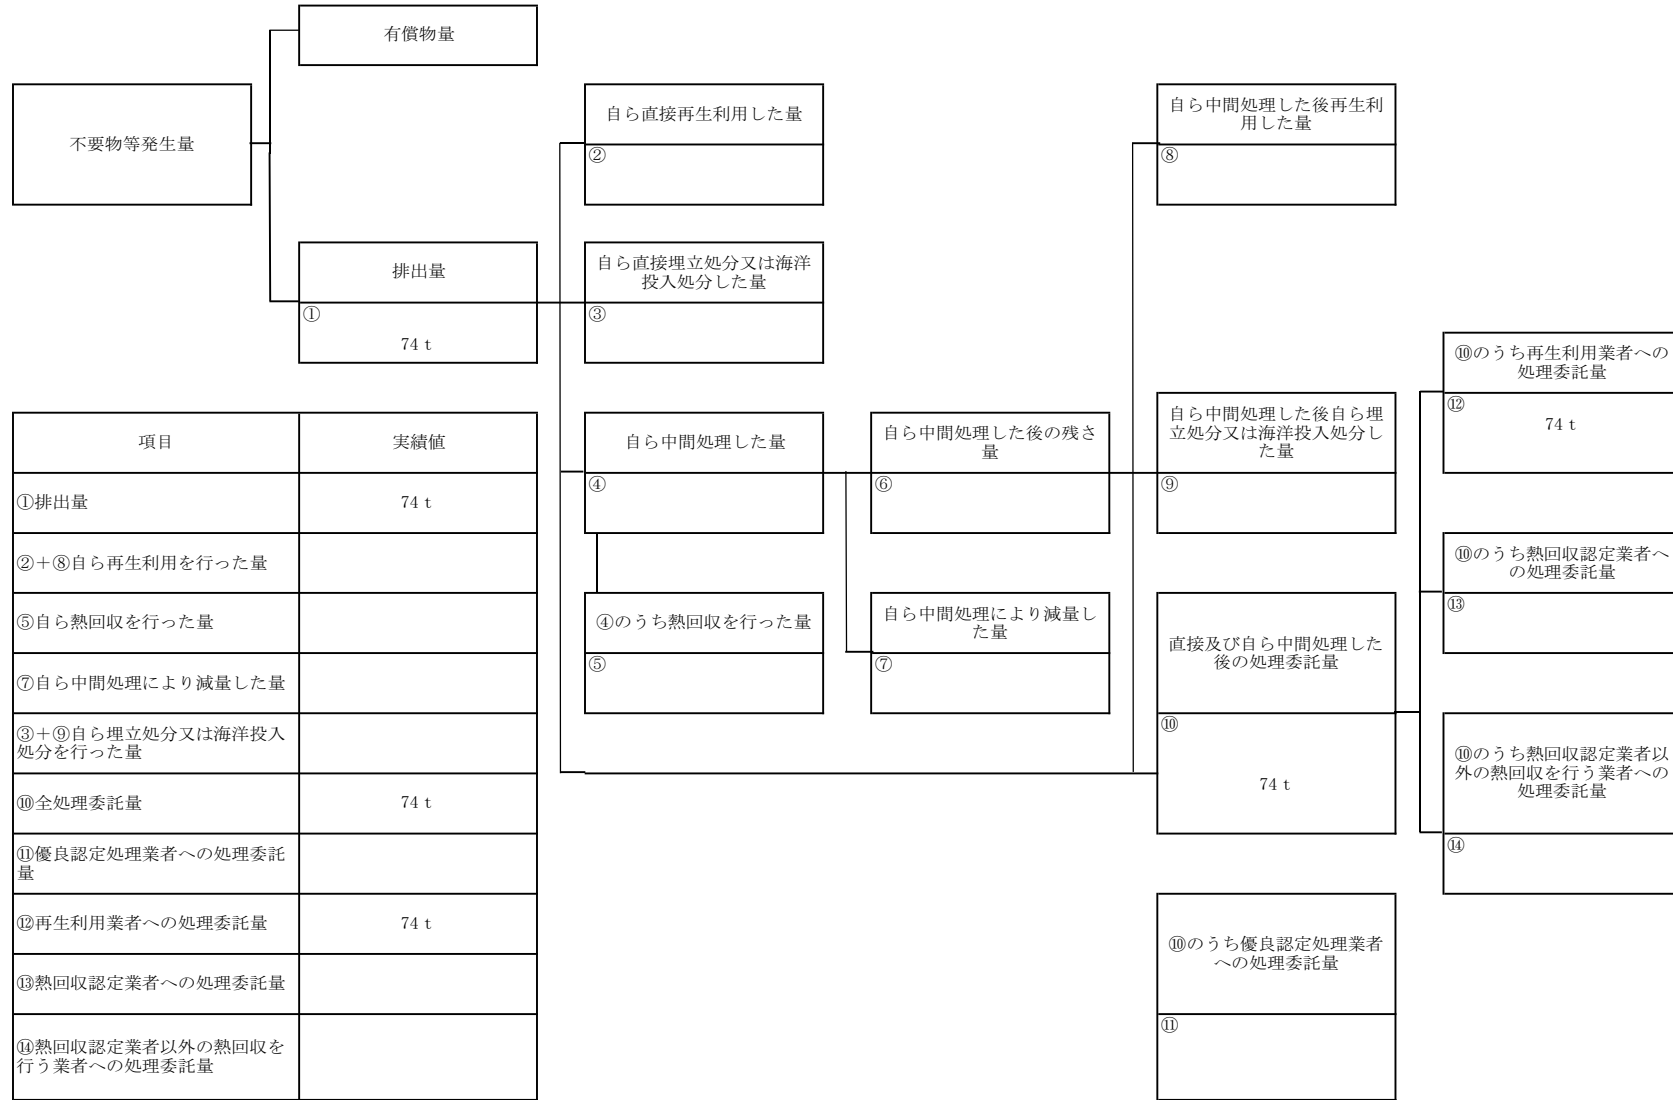 有償物量
不要物等発生量
自ら直接再生利用した量
②
自ら中間処理した後再生利
用した量
⑧
排出量
①
74 t
自ら直接埋立処分又は海洋
投入処分した量
③
⑩のうち再生利用業者への
処理委託量
⑫
74 t
自ら中間処理した量
④
自ら中間処理した後の残さ
量
⑥
自ら中間処理した後自ら埋
立処分又は海洋投入処分し
た量
⑨
⑩のうち熱回収認定業者へ
の処理委託量
⑬
④のうち熱回収を行った量
⑤
自ら中間処理により減量し
た量
⑦
直接及び自ら中間処理した
後の処理委託量
⑩
74 t
⑩のうち熱回収認定業者以
外の熱回収を行う業者への
処理委託量
⑭
⑩のうち優良認定処理業者
への処理委託量
⑪
項目
実績値
①排出量
74 t
②＋⑧自ら再生利用を行った量
⑤自ら熱回収を行った量
⑦自ら中間処理により減量した量
③＋⑨自ら埋立処分又は海洋投入
処分を行った量
⑩全処理委託量
74 t
⑪優良認定処理業者への処理委託
量
⑫再生利用業者への処理委託量
74 t
⑬熱回収認定業者への処理委託量
⑭熱回収認定業者以外の熱回収を
行う業者への処理委託量